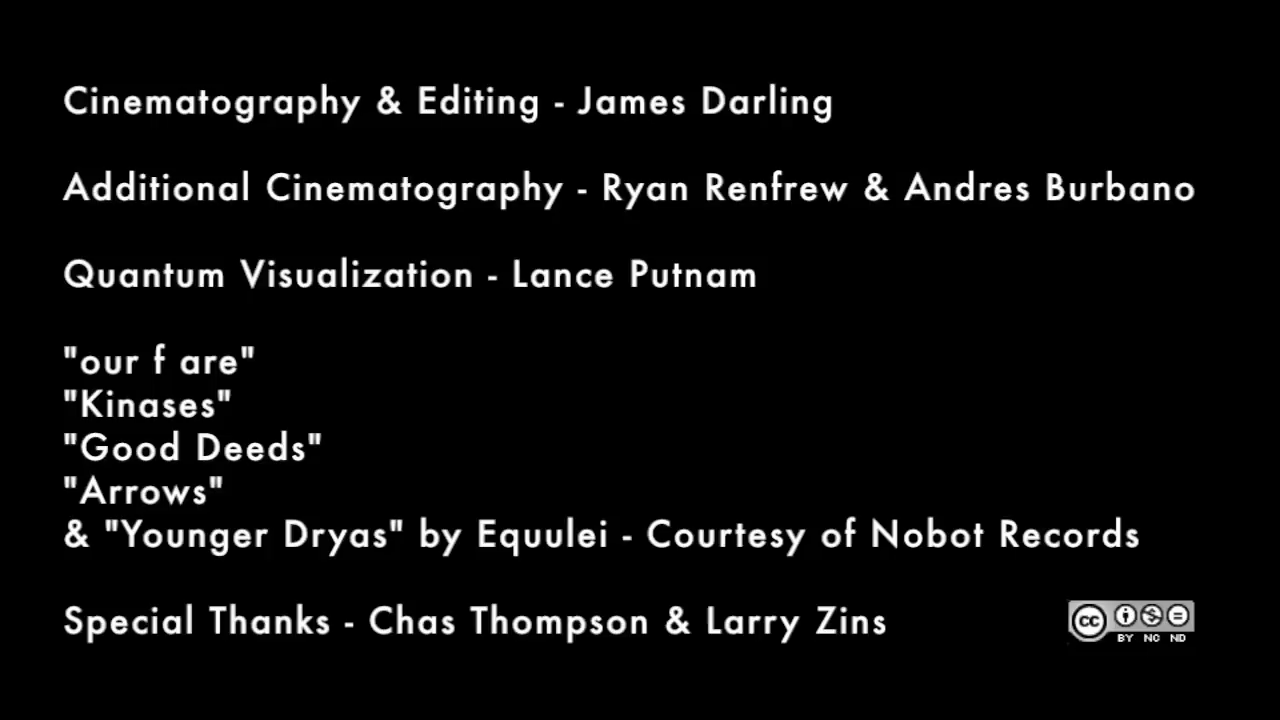 Cinematography & Editing - James Darling
Additional Cinematography - Ryan Renfrew & Andres Burbano
Quantum Visualization - Lance Putnam
"our f are"
"Kinases"
"Good Deeds"
"Arrows"
& "Younger Dryas" by Equulei - Courtesy of Nobot Records
Special Thanks - Chas Thompson & Larry Zins
cc
BY NC ND